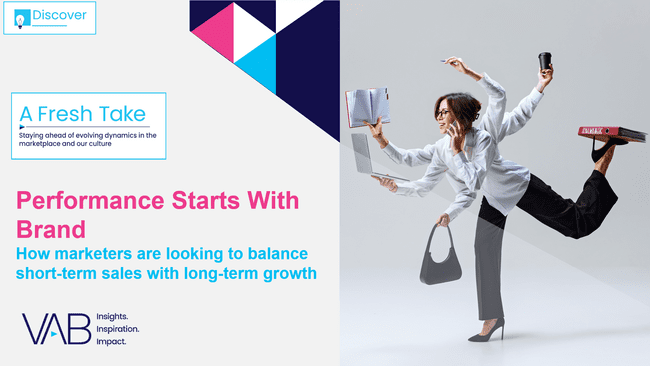 Discover
A Fresh Take
Staying ahead of evolving dynamics in the
marketplace and our culture
Performance Starts With
Brand
How marketers are looking to balance
short-term sales with long-term growth
VAB
Insights.
Inspiration.
Impact.